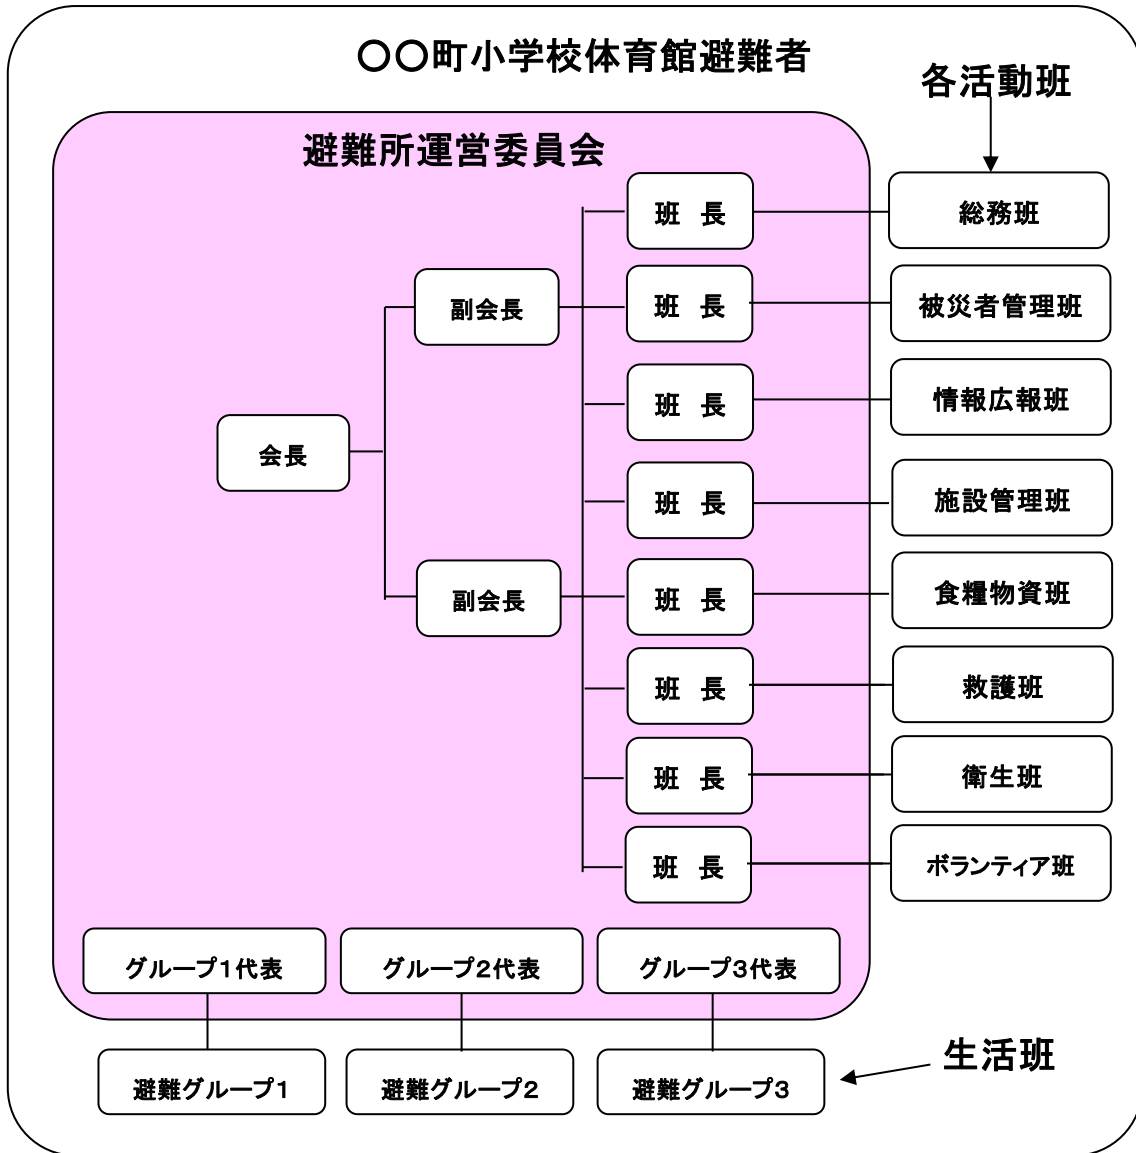 〇〇町小学校体育館避難者
各活動班
避難所運営委員会
班 長
総務班
副会長
班 長
被災者管理班
班 長
情報広報班
会長
班 長
施設管理班
副会長
班 長
食糧物資班
班 長
救護班
班 長
衛生班
班 長
ボランティア班
グループ1代表
グループ2代表
グループ3代表
生活班
避難グループ1
避難グループ2
避難グループ3